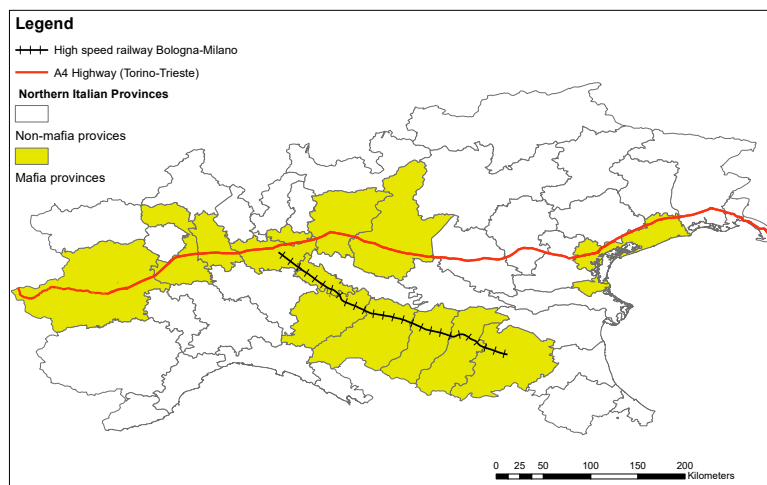 Legend
High speed railway Bologna-Milano
A4 Highway (Torino-Trieste)
Northern Italian Provinces
Non-mafia provices
Mafia provinces
0 25 50 100 150 200
Kilometers